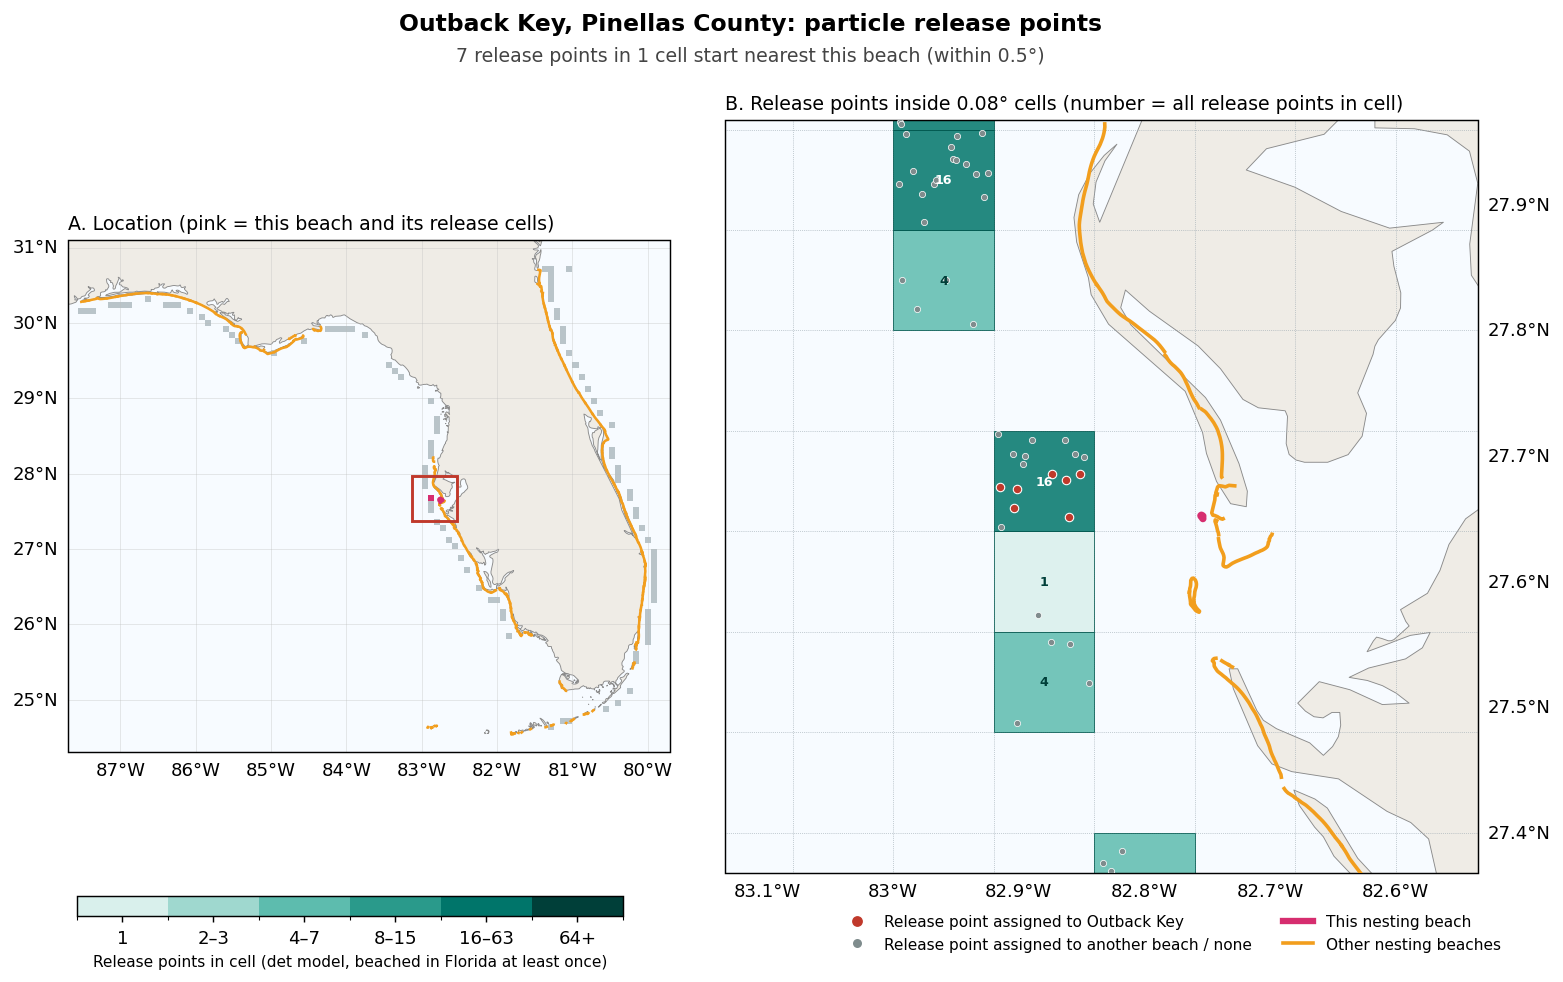 Outback Key, Pinellas County: particle release points
7 release points in 1 cell start nearest this beach (within 0.5°)
A. Location (pink = this beach and its release cells)
31°N
30°N
29°N
28°N
27°N
26°N
25°N
87°W 86°W 85°W 84°W 83°W 82°W 81°W 80°W
B. Release points inside 0.08° cells (number = all release points in cell)
16
4
16
1
4
27.9°N
27.8°N
27.7°N
27.6°N
27.5°N
27.4°N
83.1°W 83°W 82.9°W 82.8°W 82.7°W 82.6°W
1 2–3 4–7 8–15 16–63 64+
Release points in cell (det model, beached in Florida at least once)
Release point assigned to Outback Key
Release point assigned to another beach / none
This nesting beach
Other nesting beaches